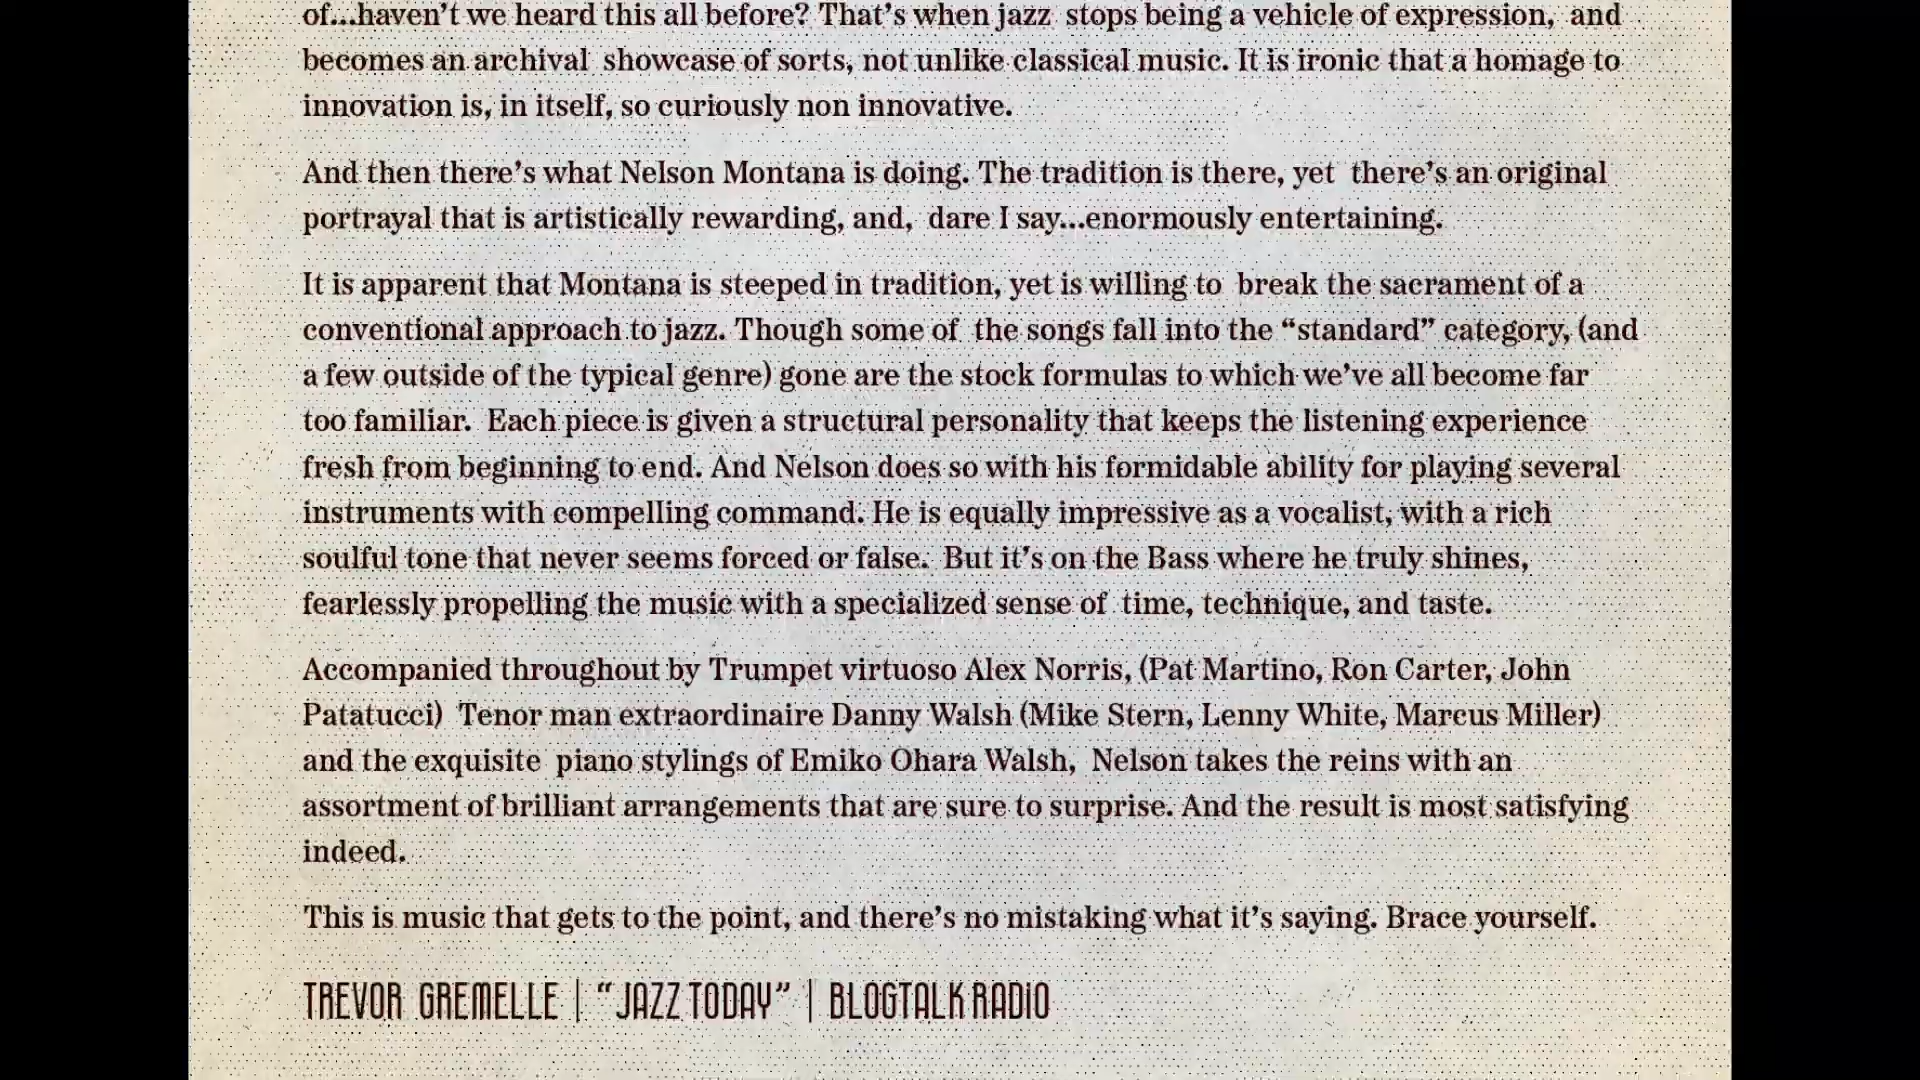 of...haven’t we heard this all before? That’s when jazz stops being a vehicle of expression, and
becomes an archival showcase of sorts, not unlike classical music. It is ironic that a homage to
innovation is, in itself, so curiously non innovative.
And then there’s what Nelson Montana is doing. The tradition is there, yet there’s an original
portrayal that is artistically rewarding, and, dare I say...enormously entertaining.
It is apparent that Montana is steeped in tradition, yet is willing to break the sacrament of a
conventional approach to jazz. Though some of the songs fall into the “standard” category, (and
a few outside of the typical genre) gone are the stock formulas to which we’ve all become far
too familiar. Each piece is given a structural personality that keeps the listening experience
fresh from beginning to end. And Nelson does so with his formidable ability for playing several
instruments with compelling command. He is equally impressive as a vocalist, with a rich
soulful tone that never seems forced or false. But it’s on the Bass where he truly shines,
fearlessly propelling the music with a specialized sense of time, technique, and taste.
Accompanied throughout by Trumpet virtuoso Alex Norris, (Pat Martino, Ron Carter, John
Patatucci) Tenor man extraordinaire Danny Walsh (Mike Stern, Lenny White, Marcus Miller)
and the exquisite piano stylings of Emiko Ohara Walsh, Nelson takes the reins with an
assortment of brilliant arrangements that are sure to surprise. And the result is most satisfying
indeed.
This is music that gets to the point, and there’s no mistaking what it’s saying. Brace yourself.
TREVOR GREMELLE | “JAZZ TODAY” | BLOGTALK RADIO